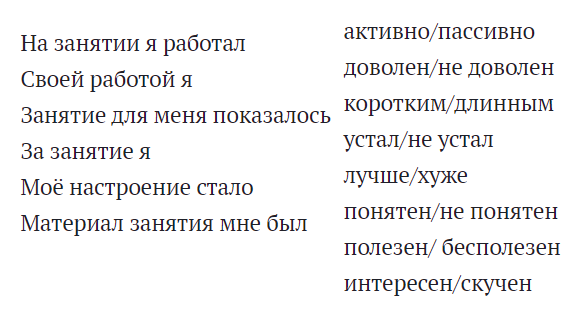 На занятии я работал
Своей работой я
Занятие для меня показалось
За занятие я
Моё настроение стало
Материал занятия мне был
активно/пассивно
доволен/не доволен
коротким/длинным
устал/не устал
лучше/хуже
понятен/не понятен
полезен/ бесполезен
интересен/скучен